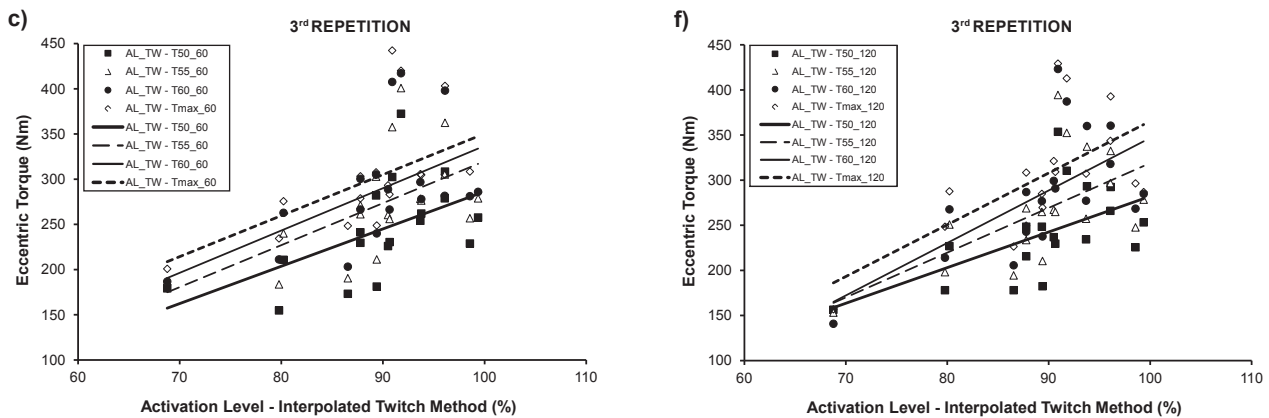 c)
3rd REPETITION
450
400
350
300
250
200
150
100
Eccentric Torque (Nm)
AL_TW - T50_60
AL_TW - T55_60
AL_TW - T60_60
AL_TW - Tmax_60
AL_TW - T50_60
AL_TW - T55_60
AL_TW - T60_60
AL_TW - Tmax_60
60 70 80 90 100 110
Activation Level - Interpolated Twitch Method (%)
f)
3rd REPETITION
450
400
350
300
250
200
150
100
Eccentric Torque (Nm)
AL_TW - T50_120
AL_TW - T55_120
AL_TW - T60_120
AL_TW - Tmax_120
AL_TW - T50_120
AL_TW - T55_120
AL_TW - T60_120
AL_TW - Tmax_120
60 70 80 90 100 110
Activation Level - Interpolated Twitch Method (%)